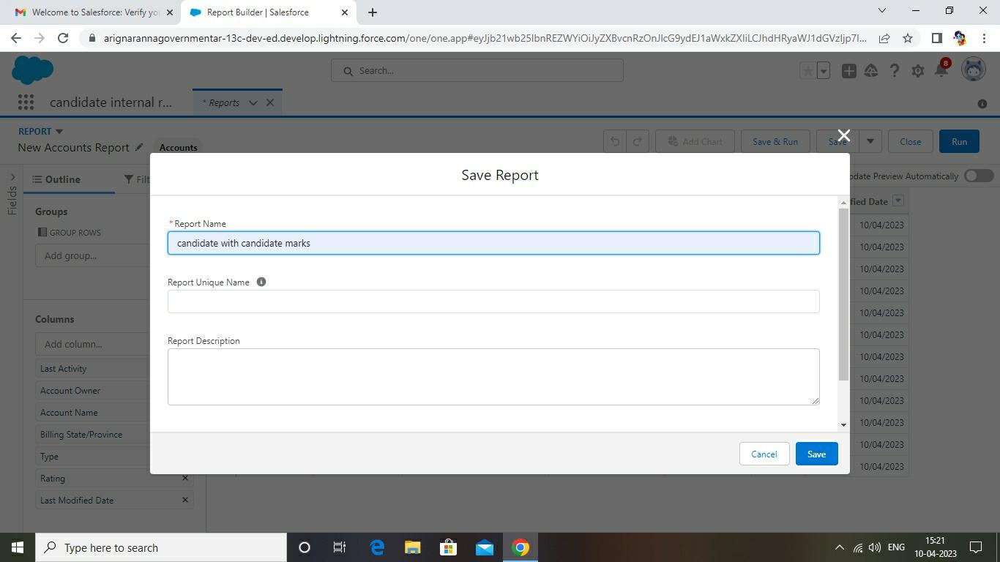 Welcome to Salesforce: Verify yo
Report Builder | Salesforce
arignarannagovernmentar-13c-dev-ed.develop.lightning.force.com/one/one.app#eyJjb21wb25lbnREZWYiOiJyZXBvcnRzOnJlcG9ydEJ1aWxkZXIiLCJhdHRyaWJ1dGVzIjp7I...
Search...
8
candidate internal r...
* Reports
REPORT
New Accounts Report
Accounts
Add Chart
Save & Run
Save
Close
Run
Fields
Outline
Filt
pdate Preview Automatically
Groups
GROUP ROWS
Add group...
Columns
Add column...
Last Activity
Account Owner
Account Name
Billing State/Province
Type
Rating
Last Modified Date
fied Date
10/04/2023
10/04/2023
10/04/2023
10/04/2023
10/04/2023
10/04/2023
10/04/2023
10/04/2023
10/04/2023
10/04/2023
10/04/2023
10/04/2023
Save Report
* Report Name
candidate with candidate marks
Report Unique Name
Report Description
Cancel
Save
Type here to search
ENG
15:21
10-04-2023